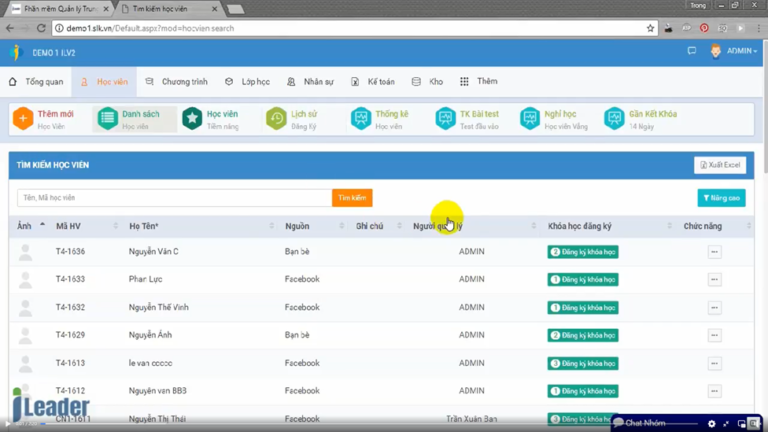 Phần mềm Quản lý Trun
Tìm kiếm học viên
Trong
demo1.slk.vn/Default.aspx?mod=hocvien.search
DEMO 1 ILV2
ADMIN
Tổng quan
Học viên
Chương trình
Lớp học
Nhân sự
Kế toán
Kho
Thêm
Thêm mới
Học Viên
Danh sách
Học viên
Học viên
Tiềm năng
Lịch sử
Đăng ký
Thống kê
Học viên
TK Bài test
Test đầu vào
Nghỉ học
Học Viên Vắng
Gần Kết Khóa
14 Ngày
TÌM KIẾM HỌC VIÊN
Xuất Excel
Tên, Mã học viên
Tìm kiếm
Nâng cao
Ảnh Mã HV Họ Tên* Nguồn Ghi chú Người quản lý Khóa học đăng ký Chức năng
T4-1636 Nguyễn Văn C Bạn bè ADMIN 2 Đăng ký khóa học
T4-1633 Phan Lực Facebook ADMIN 1 Đăng ký khóa học
T4-1632 Nguyễn Thế Vinh Facebook ADMIN 1 Đăng ký khóa học
T4-1629 Nguyễn Ánh Bạn bè ADMIN 2 Đăng ký khóa học
T4-1613 le van ccccc Facebook ADMIN 3 Đăng ký khóa học
T4-1612 Nguyên van BBB Facebook ADMIN 1 Đăng ký khóa học
CN1-1611 Nguyễn Thị Thái Facebook Trần Xuân Ban 3 Đăng ký khóa học
iLeader
Chat Nhóm